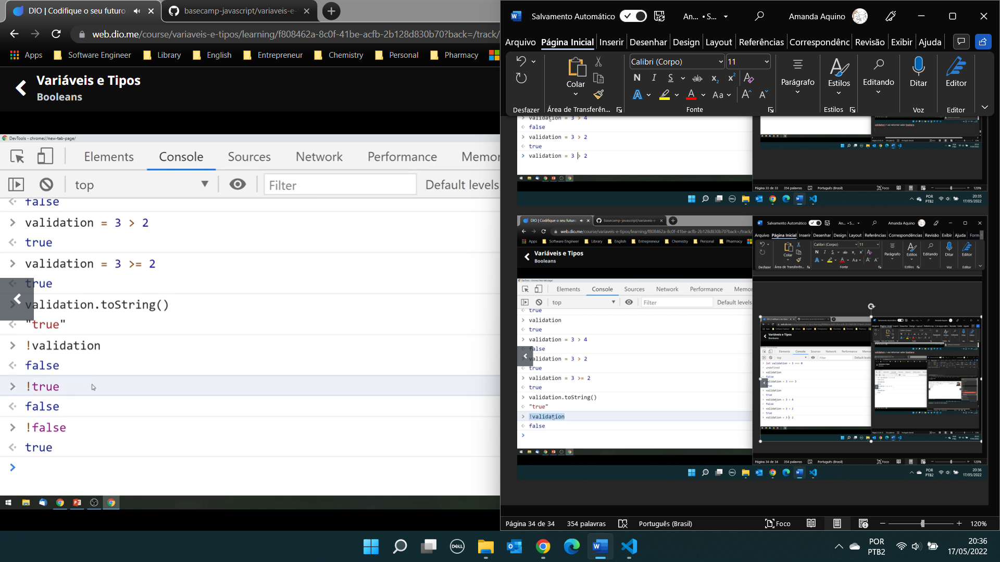 DIO | Codifique o seu futuro
basecamp-javascript/variaveis-e-
web.dio.me/course/variaveis-e-tipos/learning/f808462a-8c0f-41be-acfb-2b128d830b70?back=/track/
Apps
Software Engineer
Library
English
Entrepreneur
Chemistry
Personal
Pharmacy
Variáveis e Tipos
Booleans
DevTools - chrome://new-tab-page/
Elements
Console
Sources
Network
Performance
Memor
top
Filter
Default levels
false
validation = 3 > 2
true
validation = 3 >= 2
true
validation.toString()
"true"
!validation
false
!true
false
!false
true
Salvamento Automático
An... • S...
Amanda Aquino
Arquivo
Página Inicial
Inserir
Desenhar
Design
Layout
Referências
Correspondênc
Revisão
Exibir
Ajuda
Colar
Calibri (Corpo)
11
Parágrafo
Estilos
Editando
Ditar
Editor
Desfazer
Área de Transferên...
Fonte
Estilos
Voz
Editor
validation = 3 > 4
false
validation = 3 > 2
true
validation = 3 > 2
Página 33 de 33
354 palavras
Português (Brasil)
Foco
120%
POR
PTB2
20:35
17/05/2022
DIO | Codifique o seu futuro
basecamp-javascript/variaveis-e-
web.dio.me/course/variaveis-e-tipos/learning/f808462a-8c0f-41be-acfb-2b128d830b70?back=/track/
Apps
Software Engineer
Library
English
Entrepreneur
Chemistry
Personal
Pharmacy
Variáveis e Tipos
Booleans
Elements
Console
Sources
Network
Performance
Memor
top
Filter
Default levels
true
validation
true
validation = 3 > 4
false
validation = 3 > 2
true
validation = 3 >= 2
true
validation.toString()
"true"
!validation
false
Salvamento Automático
An... • S...
Amanda Aquino
Arquivo
Página Inicial
Inserir
Desenhar
Design
Layout
Referências
Correspondências
Revisão
Exibir
Ajuda
Form
Colar
Calibri (Corpo)
11
Parágrafo
Estilos
Editando
Ditar
Editor
Desfazer
Área de Transferên...
Fonte
Estilos
Voz
Editor
Página 34 de 34
354 palavras
Português (Brasil)
Foco
120%
POR
PTB2
20:36
17/05/2022
Página 34 de 34
354 palavras
Português (Brasil)
Foco
120%
POR
PTB2
20:36
17/05/2022